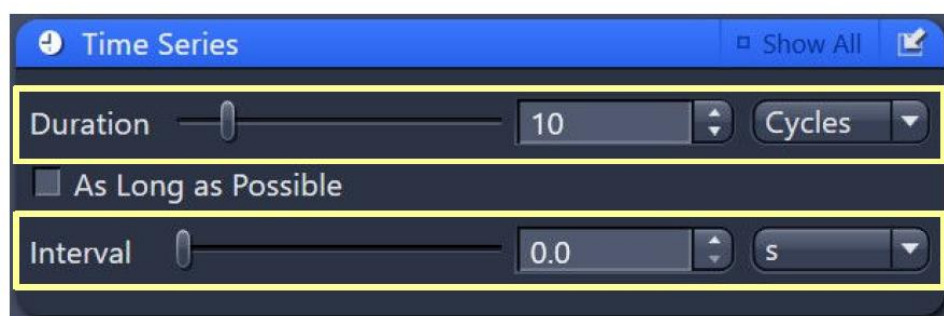 Time Series Show All
Duration 10 Cycles
As Long as Possible
Interval 0.0 s